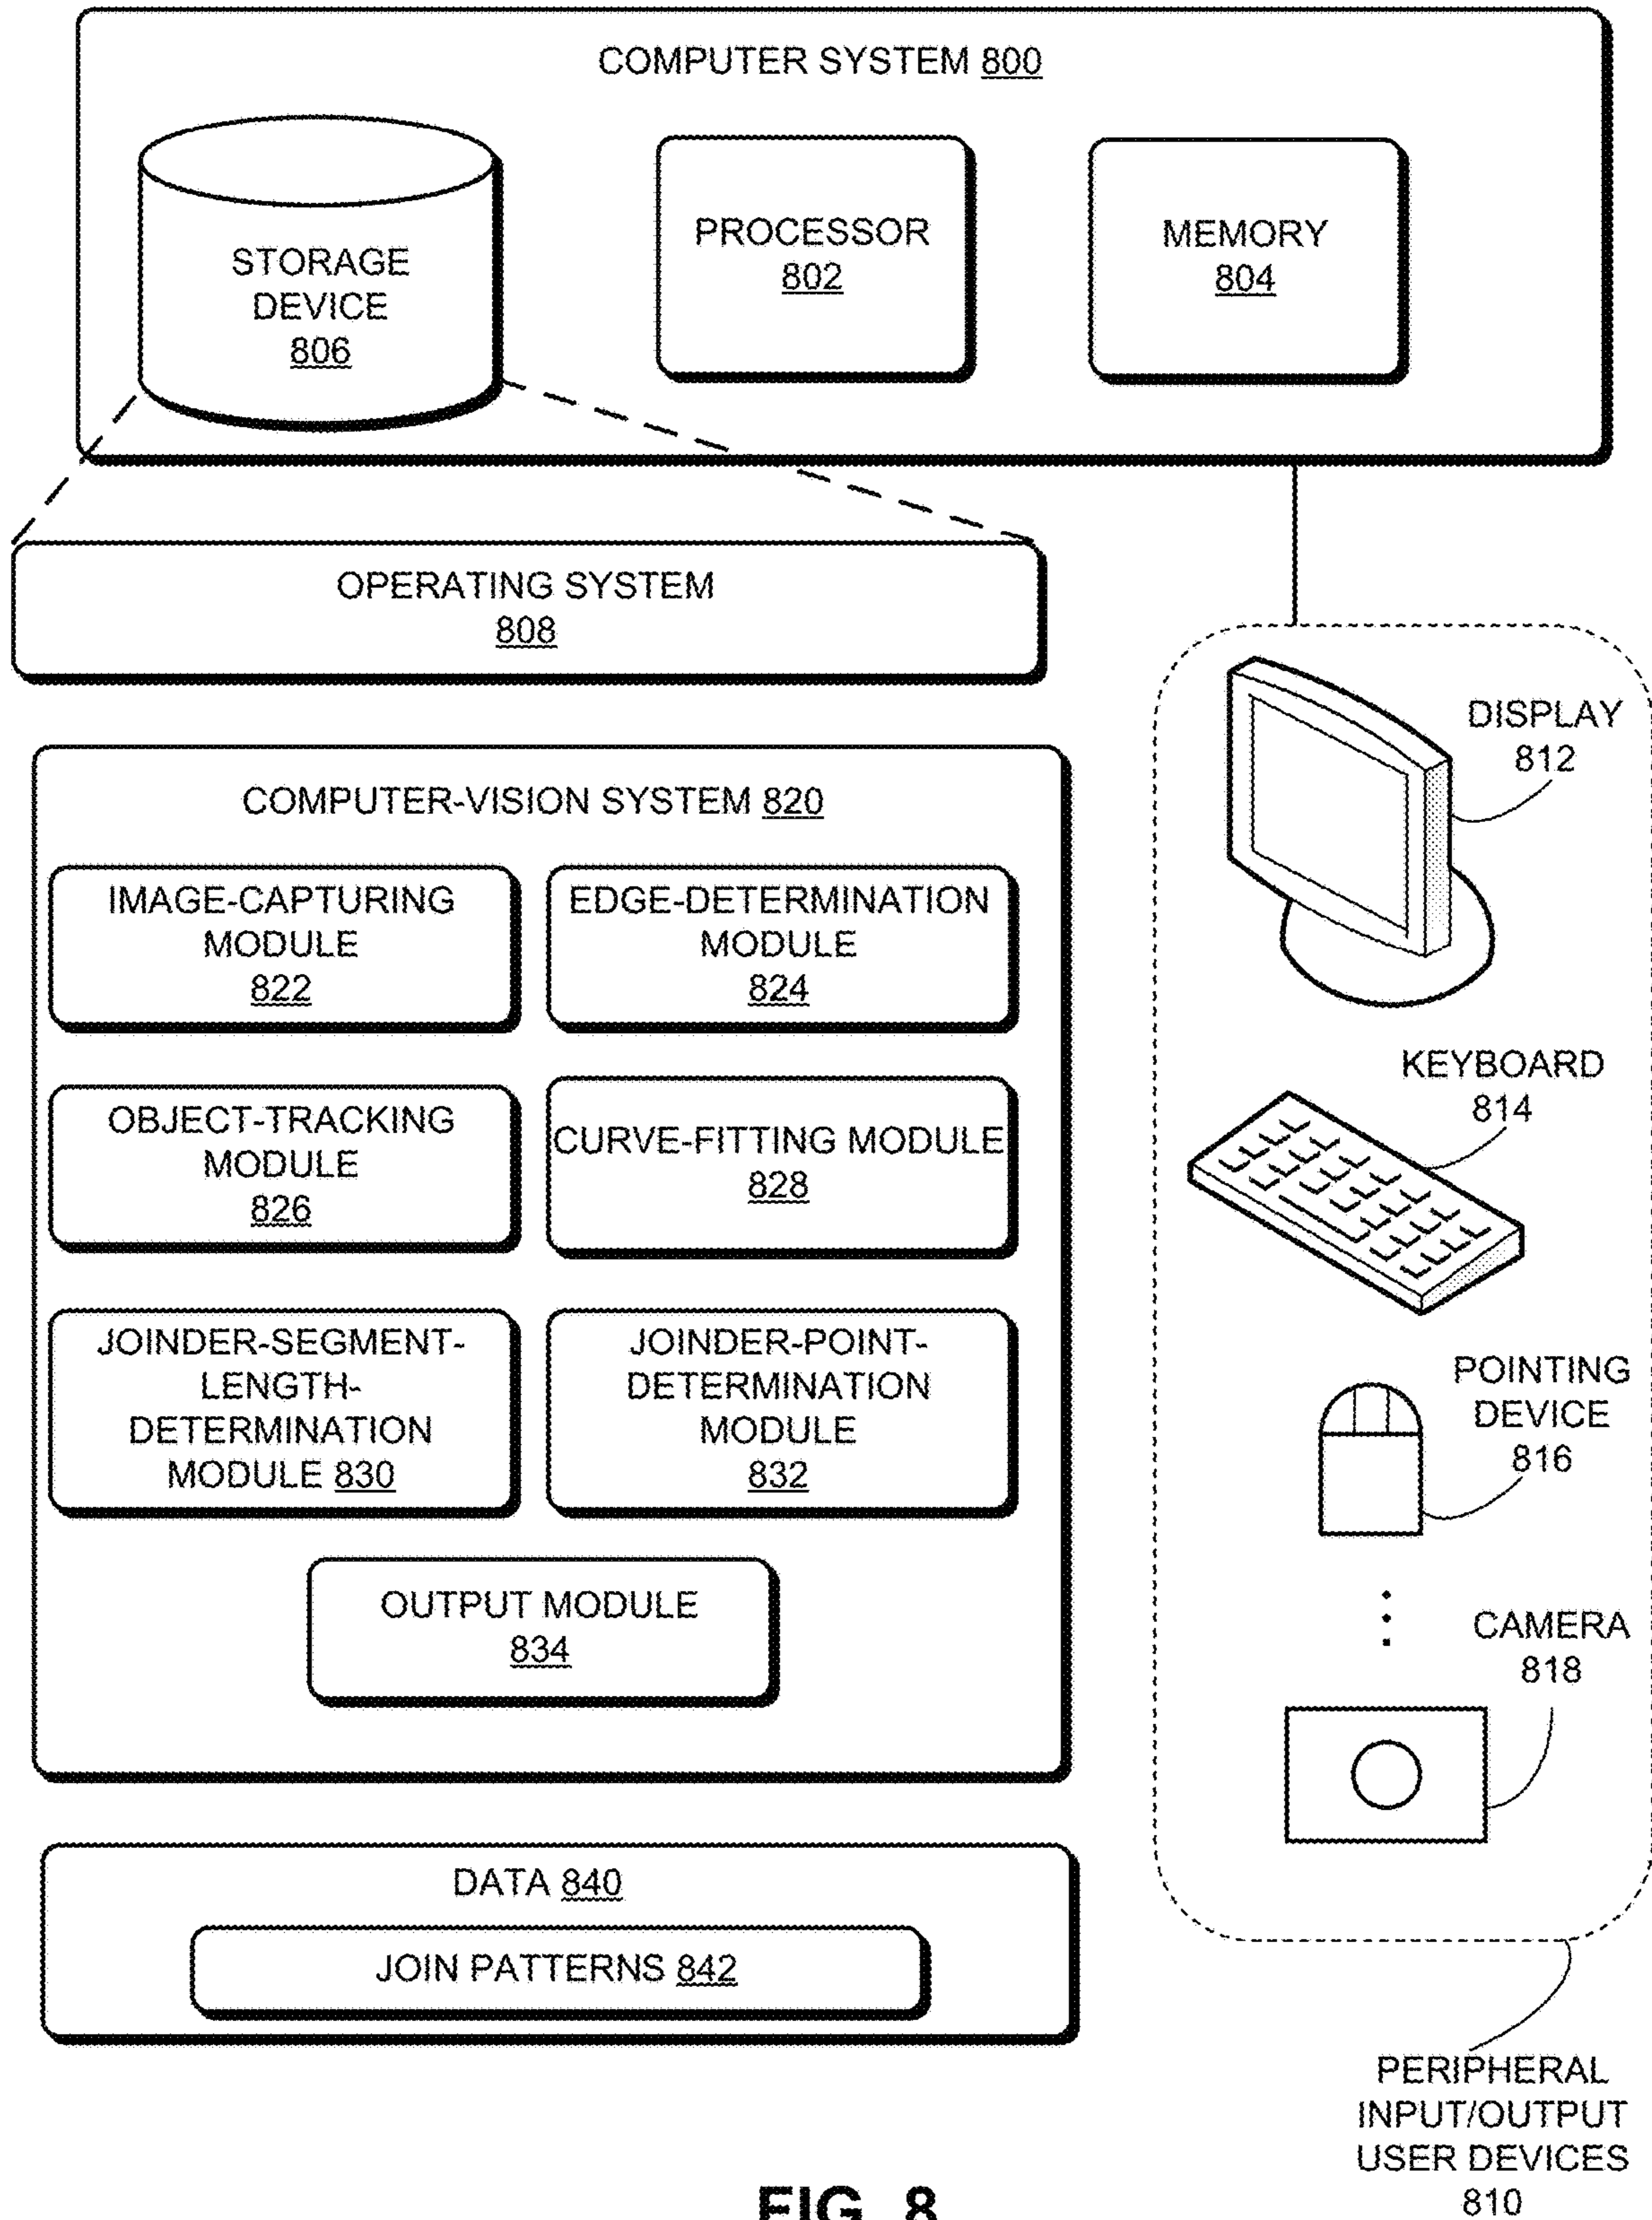 COMPUTER SYSTEM 800
STORAGE
DEVICE
806
PROCESSOR
802
MEMORY
804
OPERATING SYSTEM
808
COMPUTER-VISION SYSTEM 820
IMAGE-CAPTURING
MODULE
822
EDGE-DETERMINATION
MODULE
824
OBJECT-TRACKING
MODULE
826
CURVE-FITTING MODULE
828
JOINDER-SEGMENT-
LENGTH-
DETERMINATION
MODULE 830
JOINDER-POINT-
DETERMINATION
MODULE
832
OUTPUT MODULE
834
DATA 840
JOIN PATTERNS 842
DISPLAY
812
KEYBOARD
814
POINTING
DEVICE
816
CAMERA
818
PERIPHERAL
INPUT/OUTPUT
USER DEVICES
810
FIG. 8